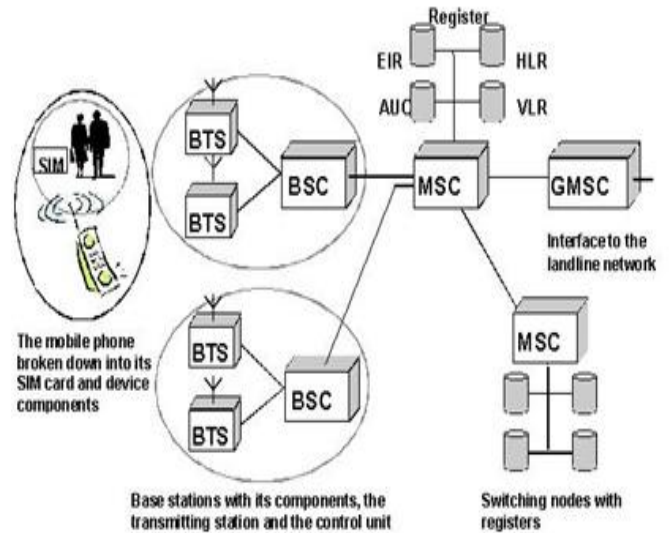 Register
EIR HLR
AUC VLR
SIM
BTS
BTS
BSC
MSC
GMSC
Interface to the
landline network
The mobile phone
broken down into its
SIM card and device
components
BTS
BTS
BSC
MSC
Base stations with its components, the
transmitting station and the control unit
Switching nodes with
registers